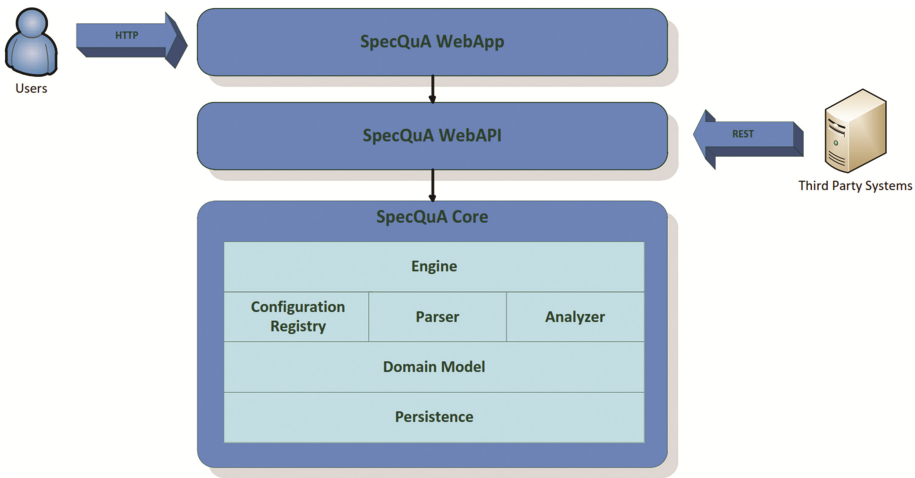 HTTP
SpecQuA WebApp
Users
SpecQuA WebAPI
REST
Third Party Systems
SpecQuA Core
Engine
Configuration
Registry
Parser
Analyzer
Domain Model
Persistence